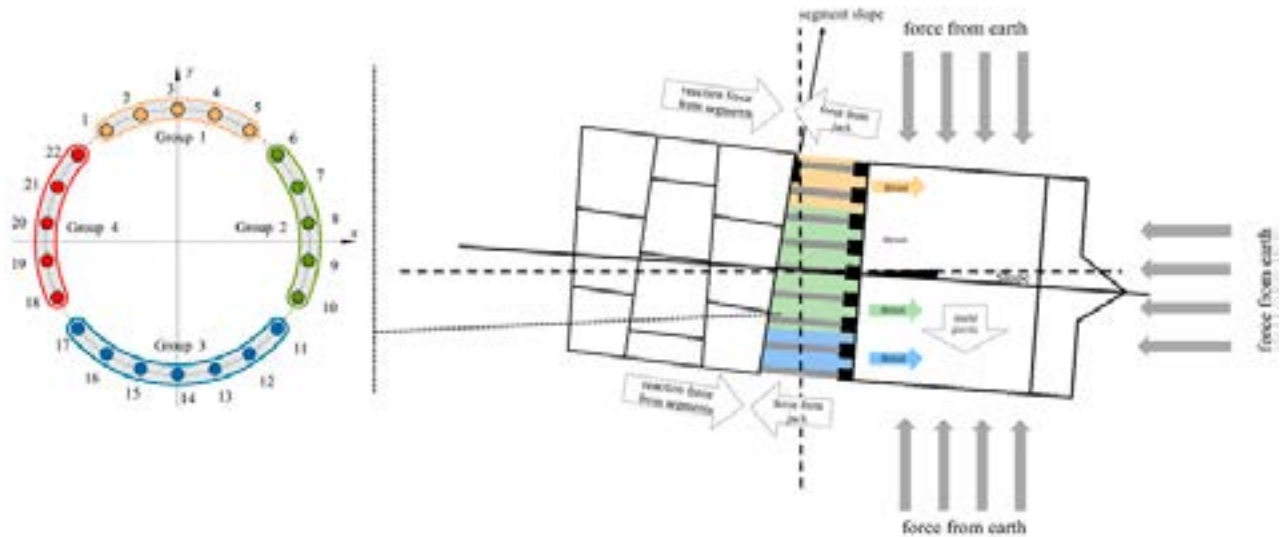 y
3
2
4
1
5
Group 1
6
22
7
21
8
20
Group 4
Group 2
x
9
19
10
18
17
11
Group 3
16
12
15
14
13
segment slope
force from earth
reaction force
from segments
force from
jack
thrust
thrust
thrust
thrust
shield
force from earth
reaction force
from segments
force from
jack
force from earth